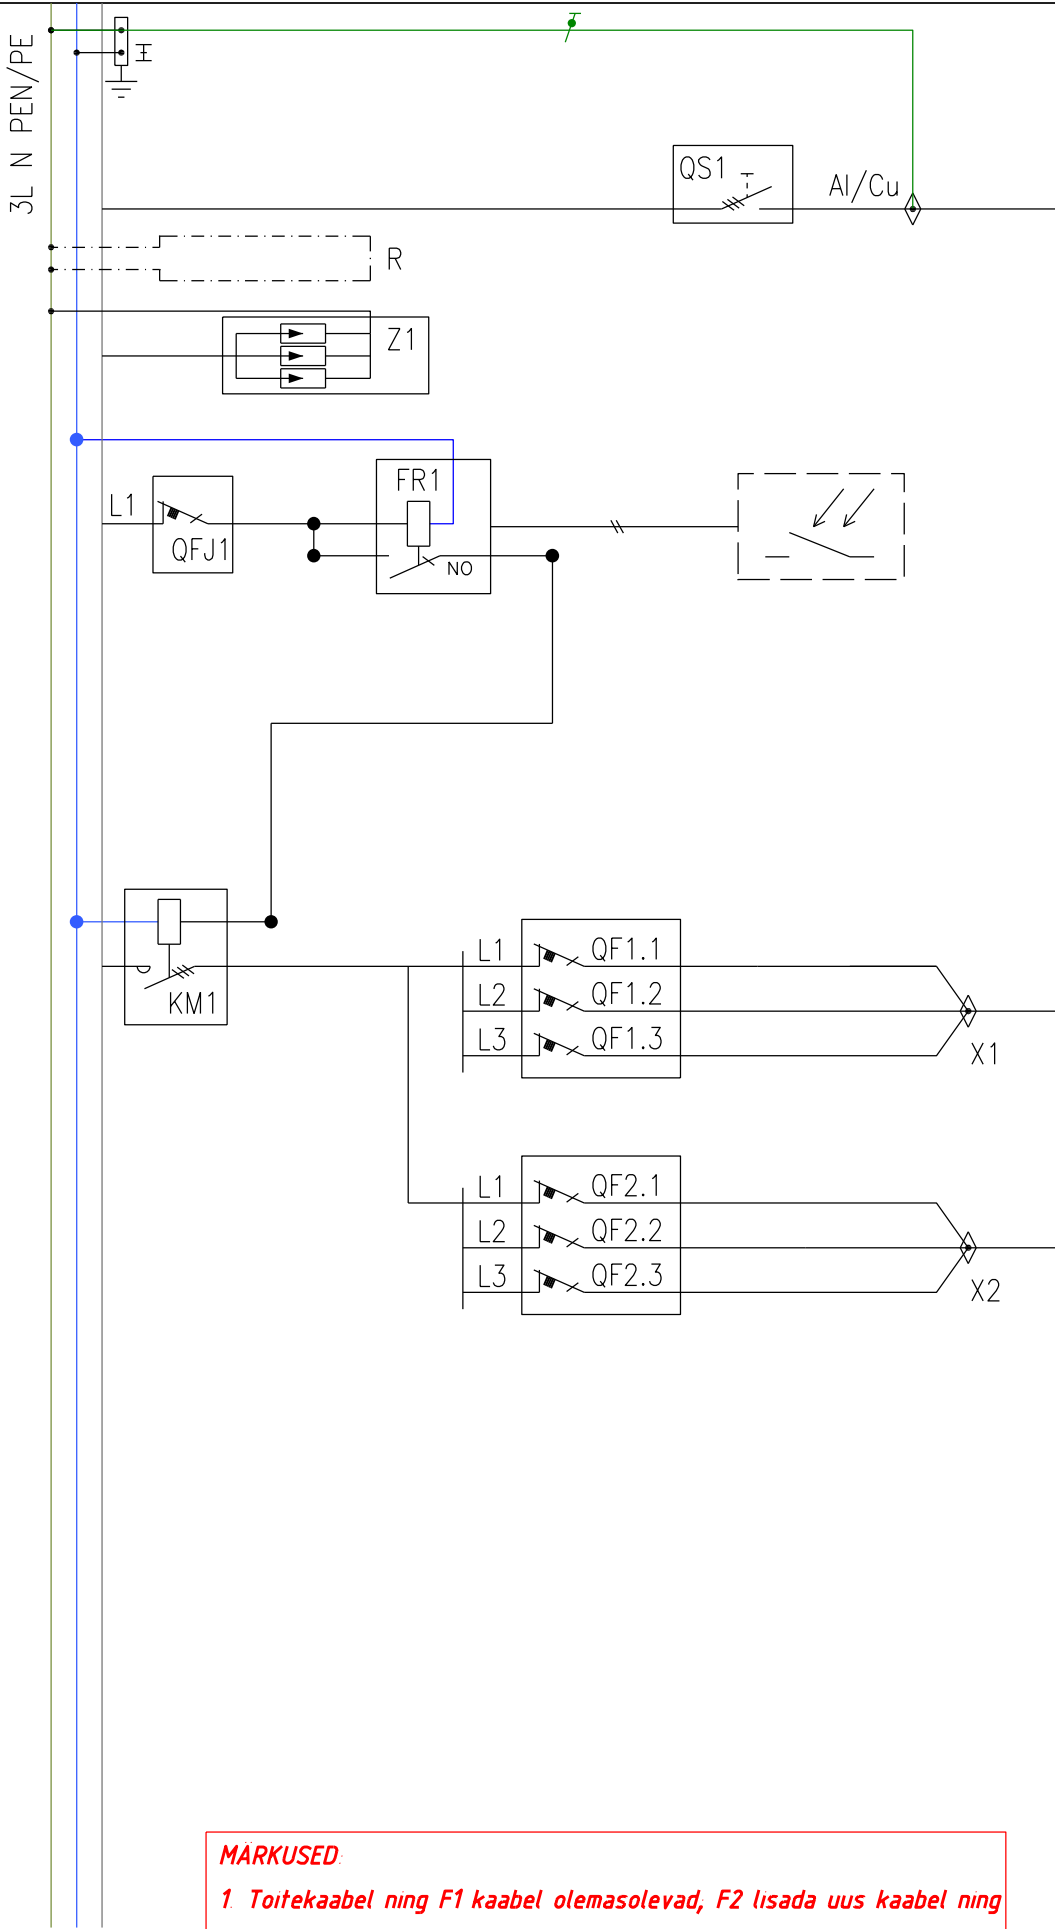 3L N PEN/PE
QS1
Al/Cu
R
Z1
L1
QFJ1
FR1
NO
KM1
L1 QF1.1
L2 QF1.2
L3 QF1.3
X1
L1 QF2.1
L2 QF2.2
L3 QF2.3
X2
MÄRKUSED:
1. Toitekaabel ning F1 kaabel olemasolevad; F2 lisada uus kaabel ning